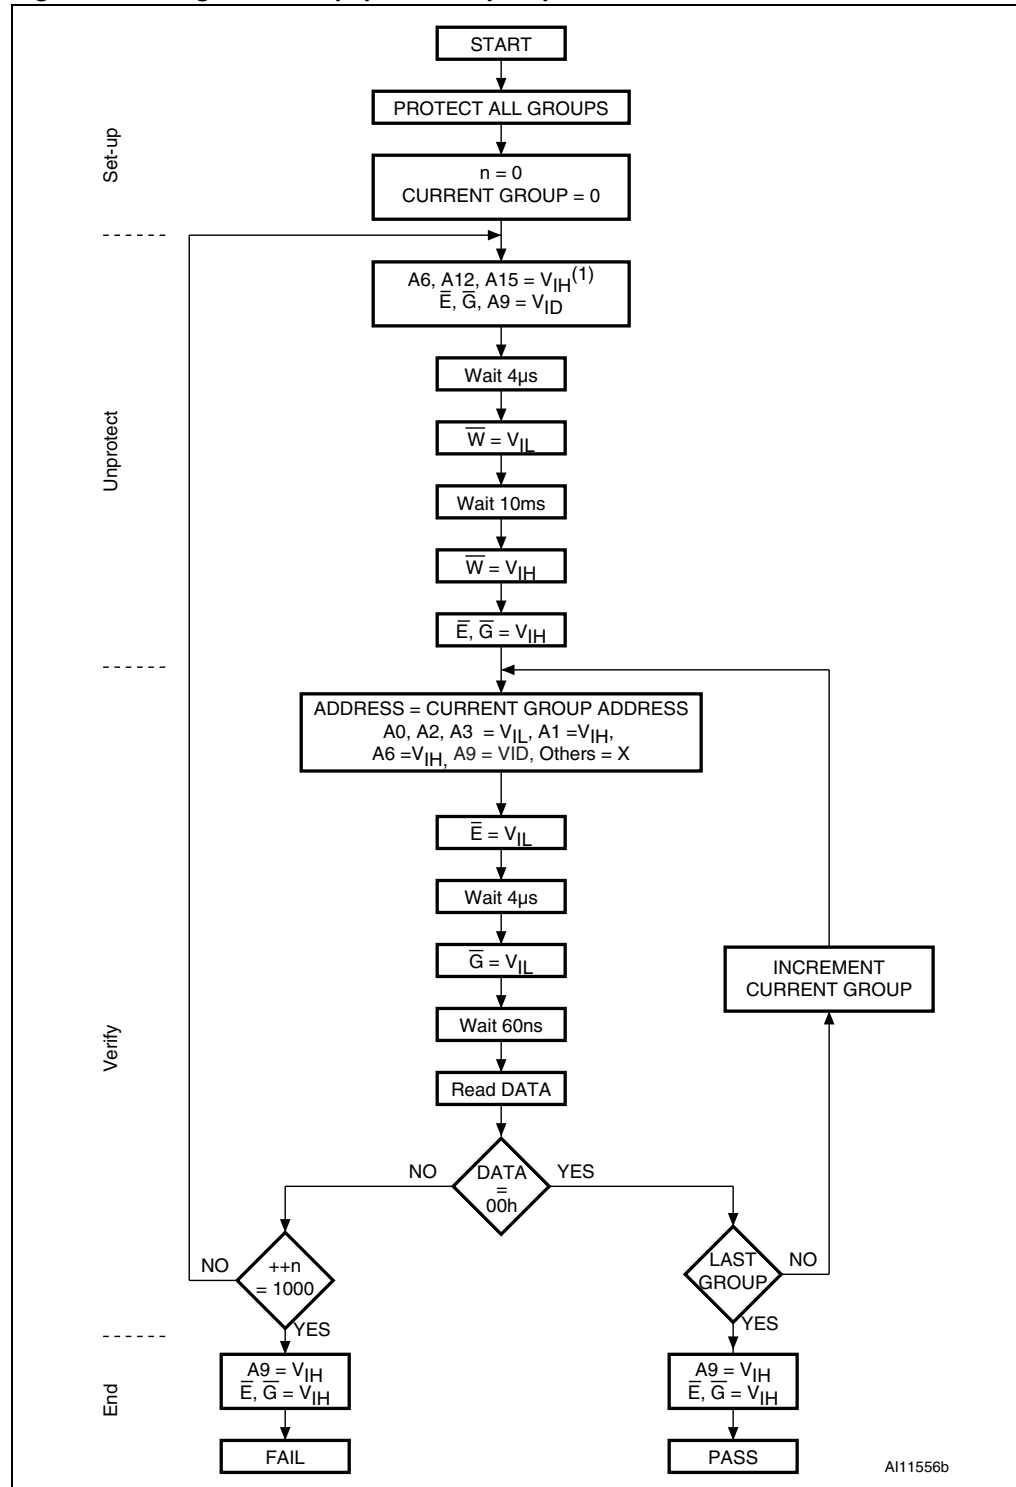 START
PROTECT ALL GROUPS
Set-up
n = 0
CURRENT GROUP = 0
A6, A12, A15 = VIH(1)
E̅, G̅, A9 = VID
Wait 4µs
Unprotect
W̅ = VIL
Wait 10ms
W̅ = VIH
E̅, G̅ = VIH
ADDRESS = CURRENT GROUP ADDRESS
A0, A2, A3 = VIL, A1 =VIH,
A6 =VIH, A9 = VID, Others = X
E̅ = VIL
Wait 4µs
G̅ = VIL
INCREMENT
CURRENT GROUP
Wait 60ns
Verify
Read DATA
NO
DATA
=
00h
YES
NO
++n
= 1000
YES
LAST
GROUP
NO
YES
End
A9 = VIH
E̅, G̅ = VIH
A9 = VIH
E̅, G̅ = VIH
FAIL
PASS
AI11556b